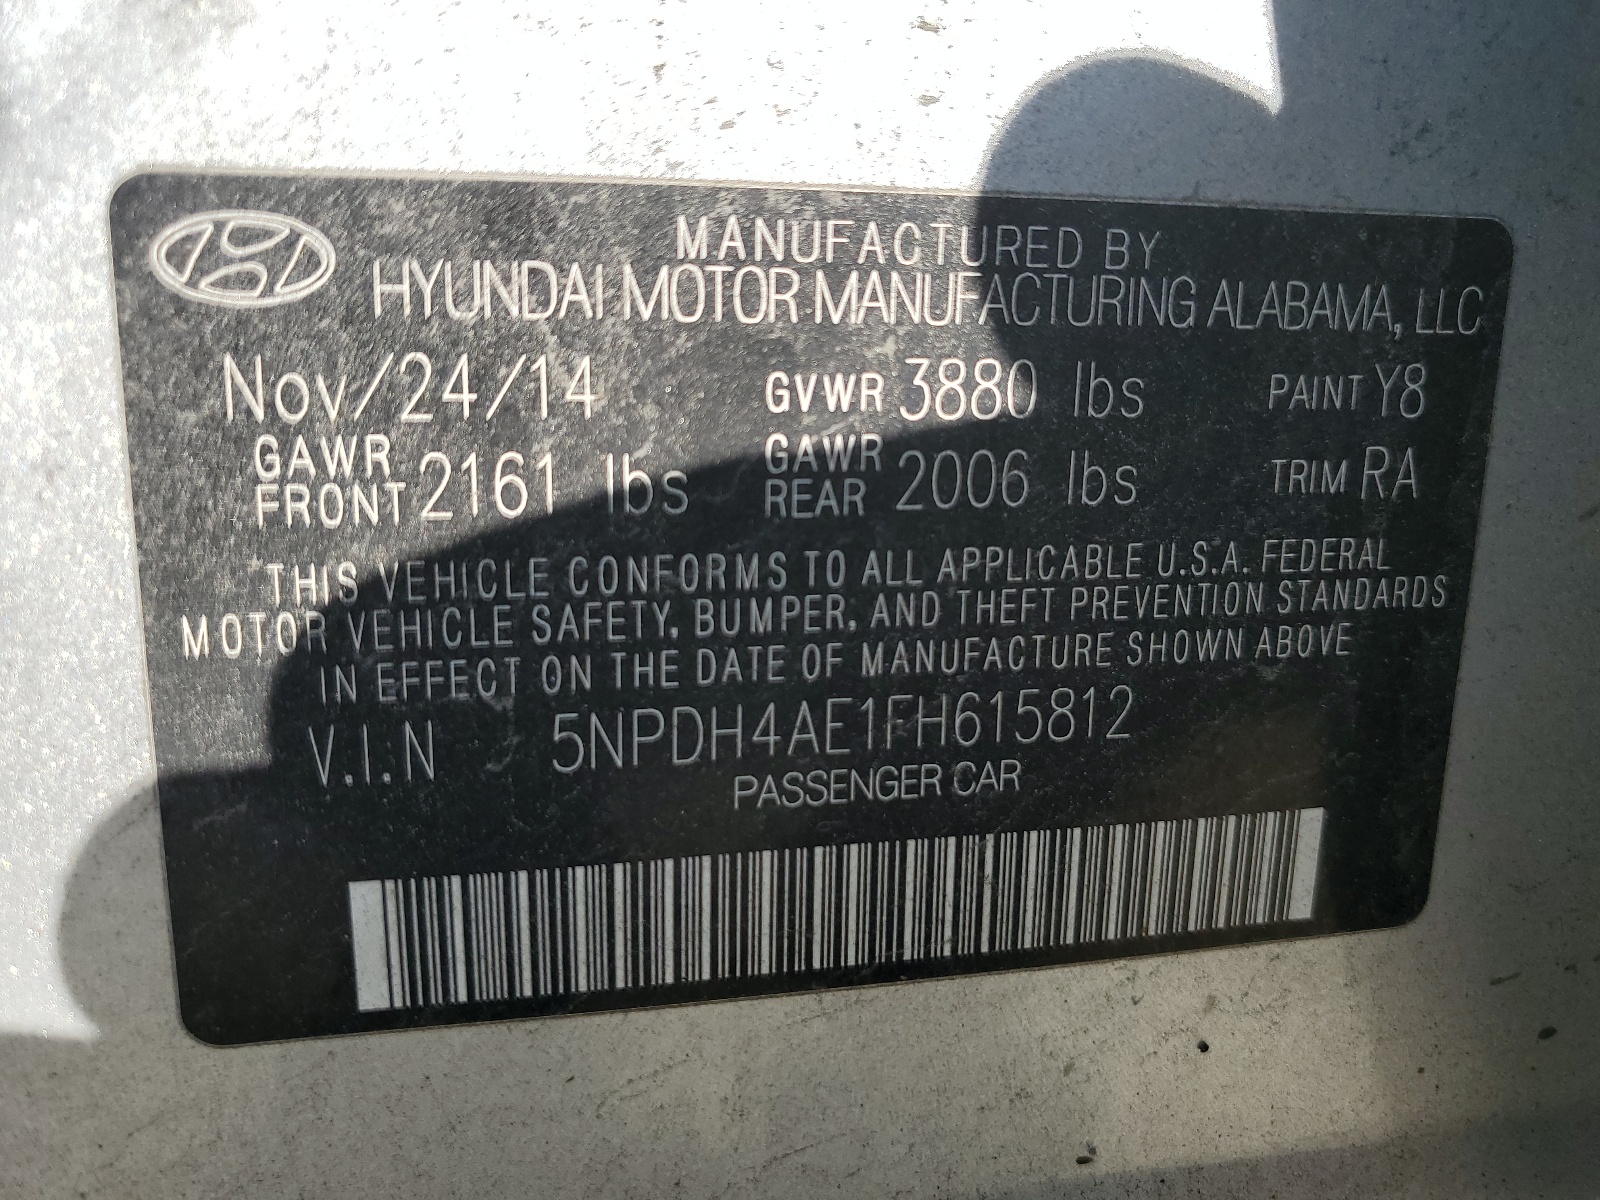 MANUFACTURED BY
HYUNDAI MOTOR MANUFACTURING ALABAMA, LLC
Nov/24/14 GVWR 3880 lbs PAINT Y8
GAWR FRONT 2161 lbs GAWR REAR 2006 lbs TRIM RA
THIS VEHICLE CONFORMS TO ALL APPLICABLE U.S.A. FEDERAL
MOTOR VEHICLE SAFETY, BUMPER, AND THEFT PREVENTION STANDARDS
IN EFFECT ON THE DATE OF MANUFACTURE SHOWN ABOVE
V.I.N 5NPDH4AE1FH615812
PASSENGER CAR